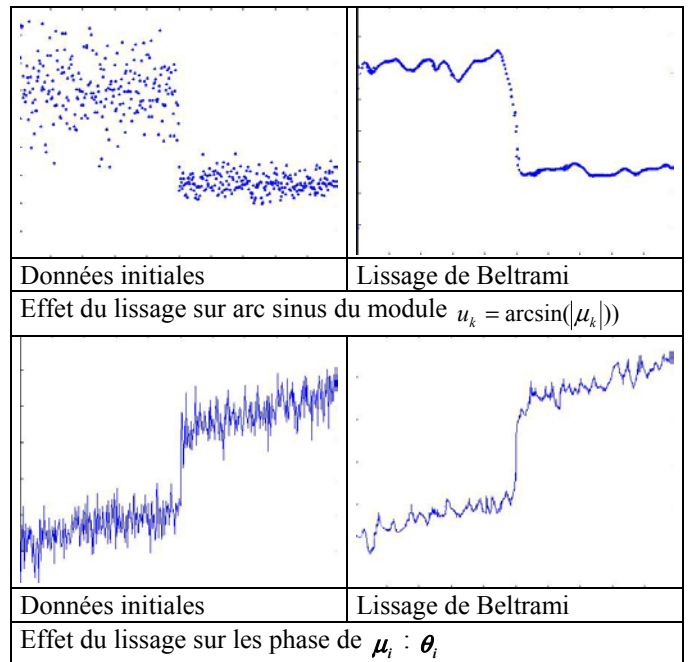 Données initiales
Lissage de Beltrami
Effet du lissage sur arc sinus du module u_k = arcsin(|μ_k|))
Données initiales
Lissage de Beltrami
Effet du lissage sur les phase de μ_i : θ_i